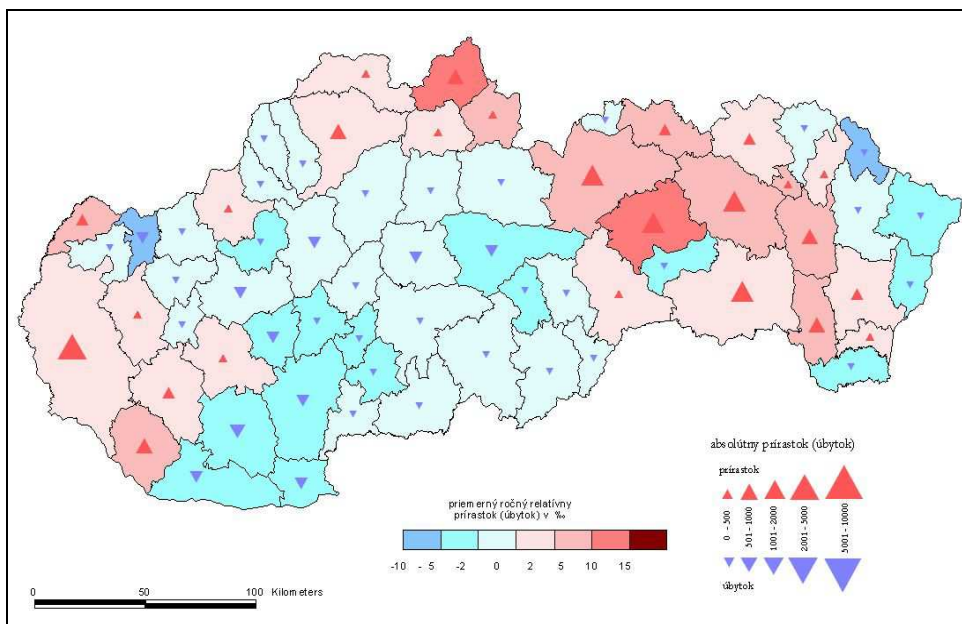 absolútny prírastok (úbytok)
prírastok
0 - 500
501 - 1000
1001 - 2000
2001 - 5000
5001 - 10000
úbytok
priemerný ročný relatívny
prírastok (úbytok) v ‰
-10 - 5 -2 0 2 5 10 15
0 50 100 Kilometers